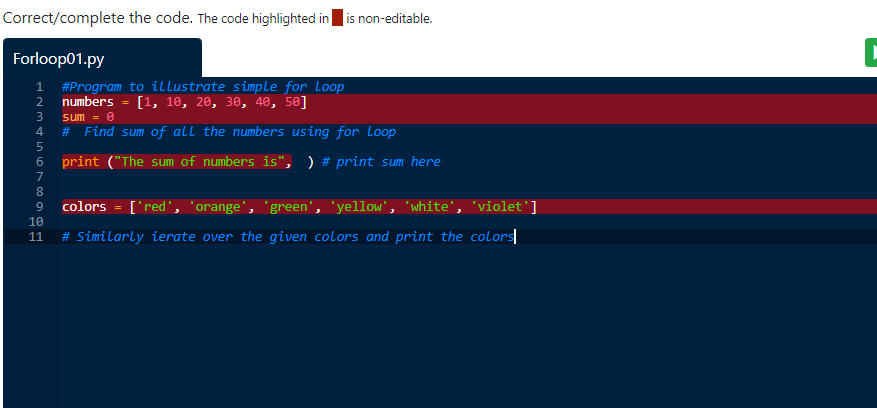 Correct/complete the code. The code highlighted in is non-editable.
Forloop01.py
1 #Program to illustrate simple for loop
2 numbers = [1, 10, 20, 30, 40, 50]
3 sum = 0
4 #  Find sum of all the numbers using for loop
5
6 print ("The sum of numbers is",  ) # print sum here
7
8
9 colors = ['red', 'orange', 'green', 'yellow', 'white', 'violet']
10
11 # Similarly ierate over the given colors and print the colors